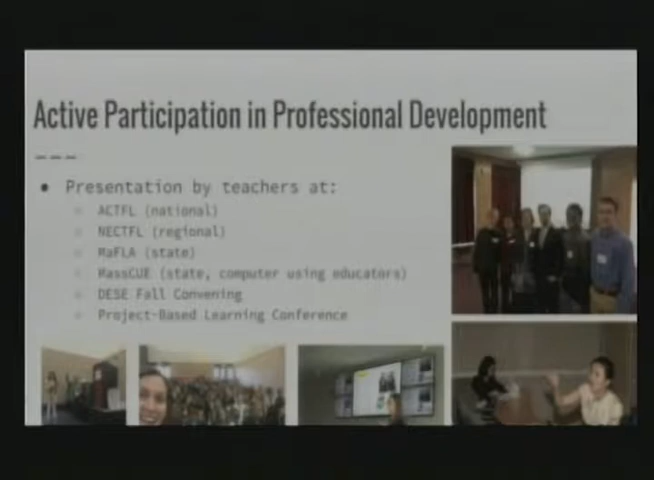 Active Participation in Professional Development
---
● Presentation by teachers at:
○ ACTFL (national)
○ NECTFL (regional)
○ MaFLA (state)
○ MassCUE (state, computer using educators)
○ DESE Fall Convening
○ Project-Based Learning Conference